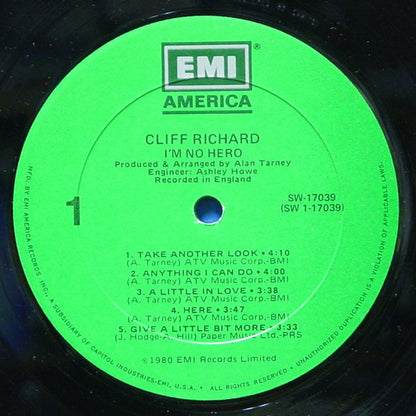 EMI®
AMERICA
CLIFF RICHARD
I'M NO HERO
Produced & Arranged by Alan Tarney
Engineer: Ashley Howe
Recorded in England
1
SW-17039
(SW 1-17039)
1. TAKE ANOTHER LOOK • 4:10
(A. Tarney) ATV Music Corp.-BMI
2. ANYTHING I CAN DO • 4:00
(A. Tarney) ATV Music Corp.-BMI
3. A LITTLE IN LOVE • 3:38
(A. Tarney) ATV Music Corp.-BMI
4. HERE • 3:47
(A. Tarney) ATV Music Corp.-BMI
5. GIVE A LITTLE BIT MORE • 3:33
(J. Hodge-A. Hill) Paper Music Ltd.-PRS
℗1980 EMI Records Limited
MFD. BY EMI AMERICA RECORDS, INC., A SUBSIDIARY OF CAPITOL INDUSTRIES-EMI, U.S.A. • ALL RIGHTS RESERVED. UNAUTHORIZED DUPLICATION IS A VIOLATION OF APPLICABLE LAWS.